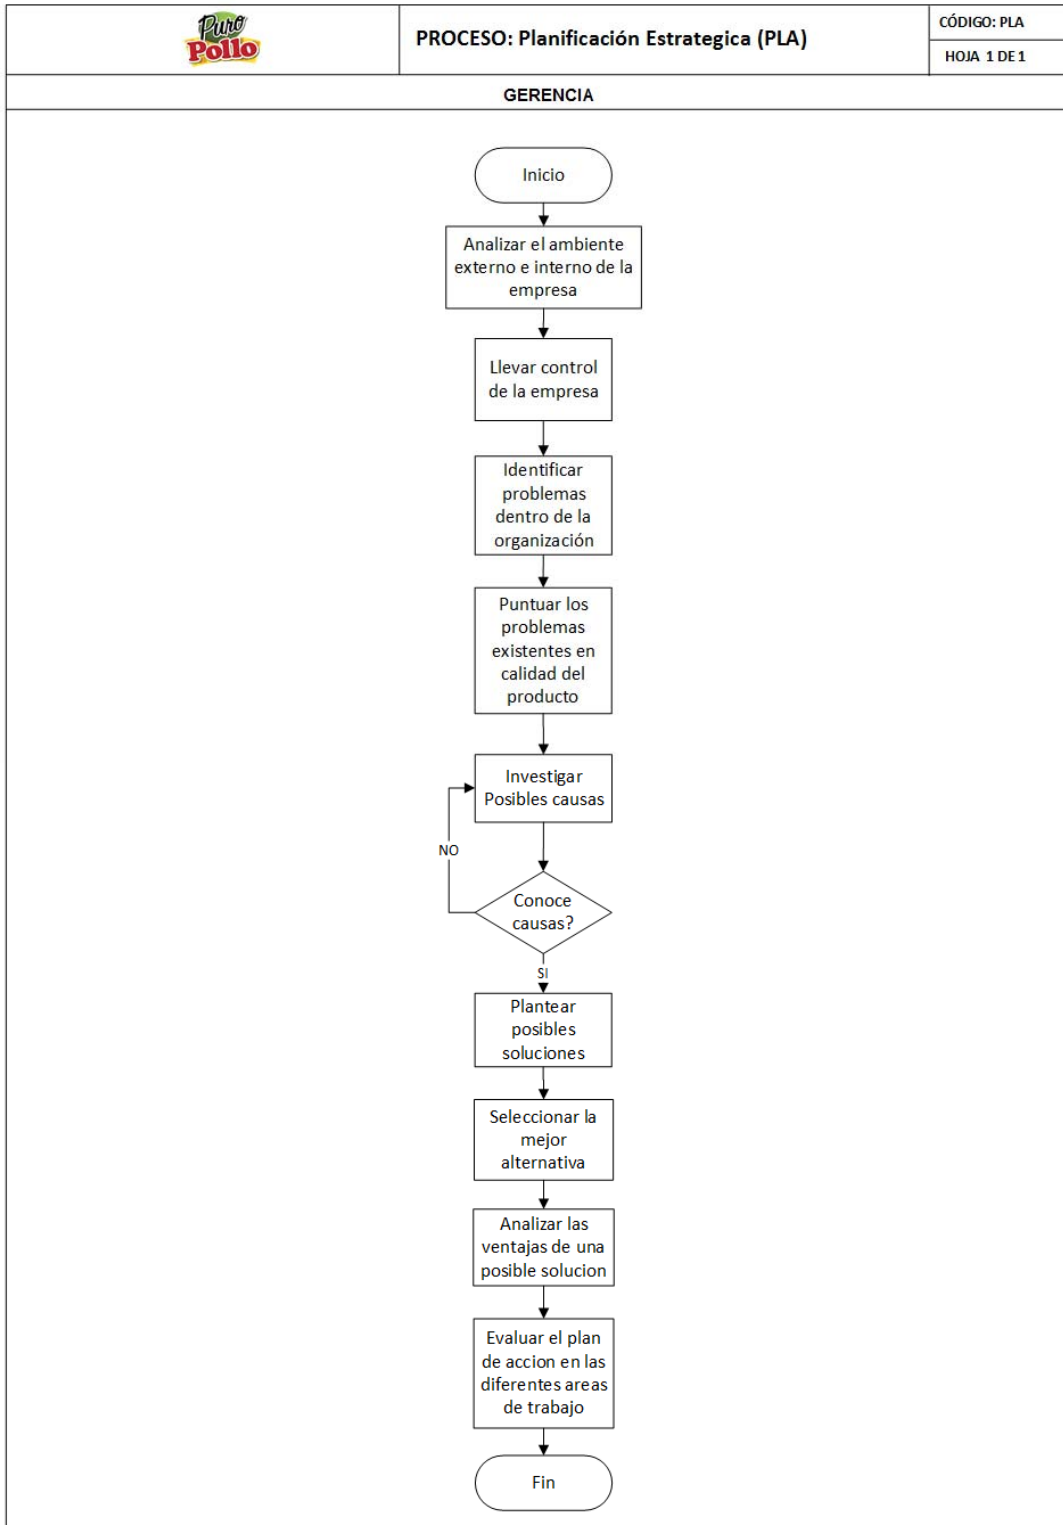 Puro
Pollo
PROCESO: Planificación Estrategica (PLA)
CÓDIGO: PLA
HOJA 1 DE 1
GERENCIA
Inicio
Analizar el ambiente
externo e interno de la
empresa
Llevar control
de la empresa
Identificar
problemas
dentro de la
organización
Puntuar los
problemas
existentes en
calidad del
producto
Investigar
Posibles causas
NO
Conoce
causas?
SI
Plantear
posibles
soluciones
Seleccionar la
mejor
alternativa
Analizar las
ventajas de una
posible solucion
Evaluar el plan
de accion en las
diferentes areas
de trabajo
Fin